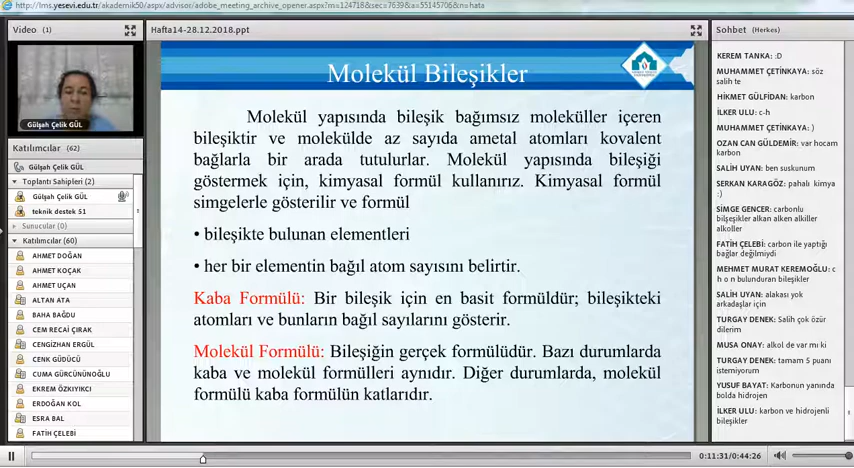 http://lms.yesevi.edu.tr/akademik50/aspx/advisor/adobe_meeting_archive_opener.aspx?m=124718&sec=7639&a=55145706&n=hata
Video (1)
Gülşah Çelik GÜL
Katılımcılar (62)
Gülşah Çelik GÜL
Toplantı Sahipleri (2)
Gülşah Çelik GÜL
teknik destek 51
Sunucular (0)
Katılımcılar (60)
AHMET DOĞAN
AHMET KOÇAK
AHMET UÇAN
ALTAN ATA
BAHA BAĞDU
CEM RECAİ ÇIRAK
CENGİZHAN ERGÜL
CENK GÜDÜCÜ
CUMA GÜRCÜNÜNOĞLU
EKREM ÖZKIYIKCI
ERDOĞAN KOL
ESRA BAL
FATİH ÇELEBİ
Hafta14-28.12.2018.ppt
Molekül Bileşikler
Molekül yapısında bileşik bağımsız moleküller içeren
bileşiktir ve molekülde az sayıda ametal atomları kovalent
bağlarla bir arada tutulurlar. Molekül yapısında bileşiği
göstermek için, kimyasal formül kullanırız. Kimyasal formül
simgelerle gösterilir ve formül
• bileşikte bulunan elementleri
• her bir elementin bağıl atom sayısını belirtir.
Kaba Formülü: Bir bileşik için en basit formüldür; bileşikteki
atomları ve bunların bağıl sayılarını gösterir.
Molekül Formülü: Bileşiğin gerçek formülüdür. Bazı durumlarda
kaba ve molekül formülleri aynıdır. Diğer durumlarda, molekül
formülü kaba formülün katlarıdır.
Sohbet (Herkes)
KEREM TANKA: :D
MUHAMMET ÇETİNKAYA: söz
salih te
HİKMET GÜLFİDAN: karbon
İLKER ULU: c-h
MUHAMMET ÇETİNKAYA: )
OZAN CAN GÜLDEMİR: var hocam
karbon
SALİH UYAN: ben suskunum
SERKAN KARAGÖZ: pahalı kimya
:)
SİMGE GENCER: carbonlu
bilşeşikler alkan alken alkiller
alkoller
FATİH ÇELEBİ: carbon ile yaptığı
bağlar değilmiydi
MEHMET MURAT KEREMOĞLU: c
h o n bulunduran bileşikler
SALİH UYAN: alakası yok
arkadaşlar için
TURGAY DENEK: Salih çok özür
dilerim
MUSA ONAY: alkol de var mı ki
TURGAY DENEK: tamam 5 puanı
istemiyorum
YUSUF BAYAT: Karbonun yanında
bolda hidrojen
İLKER ULU: karbon ve hidrojenli
bileşikler
0:11:31/0:44:26